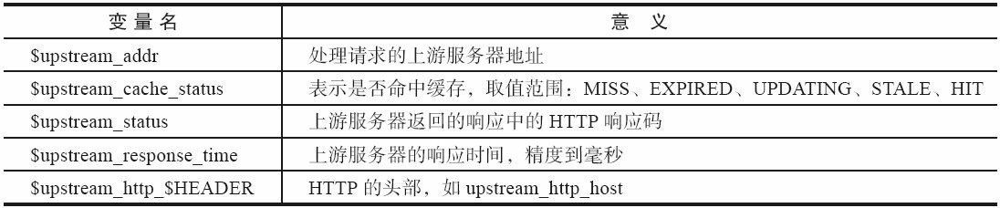 变量名 意 义
$upstream_addr 处理请求的上游服务器地址
$upstream_cache_status 表示是否命中缓存，取值范围：MISS、EXPIRED、UPDATING、STALE、HIT
$upstream_status 上游服务器返回的响应中的 HTTP 响应码
$upstream_response_time 上游服务器的响应时间，精度到毫秒
$upstream_http_$HEADER HTTP 的头部，如 upstream_http_host